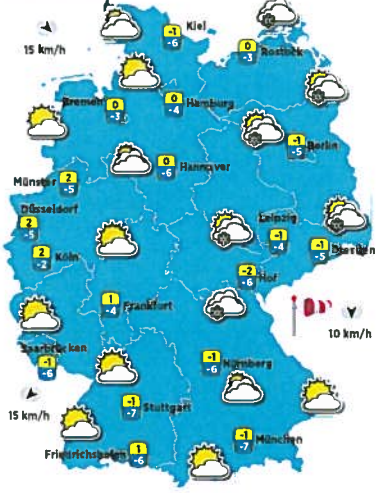 -1
-6
Kiel
15 km/h
0
-3
Rostock
Bremen
0
-3
0
-4
Hamburg
-1
-5
Berlin
0
-6
Hannover
Münster
2
-5
Düsseldorf
2
-5
Leipzig
-1
-4
-1
-5
Dresden
2
-2
Köln
-2
-6
Hof
1
-4
Frankfurt
10 km/h
Saarbrücken
-1
-6
-1
-6
Nürnberg
15 km/h
-1
-7
Stuttgart
-1
-7
München
Friedrichshafen
1
-6